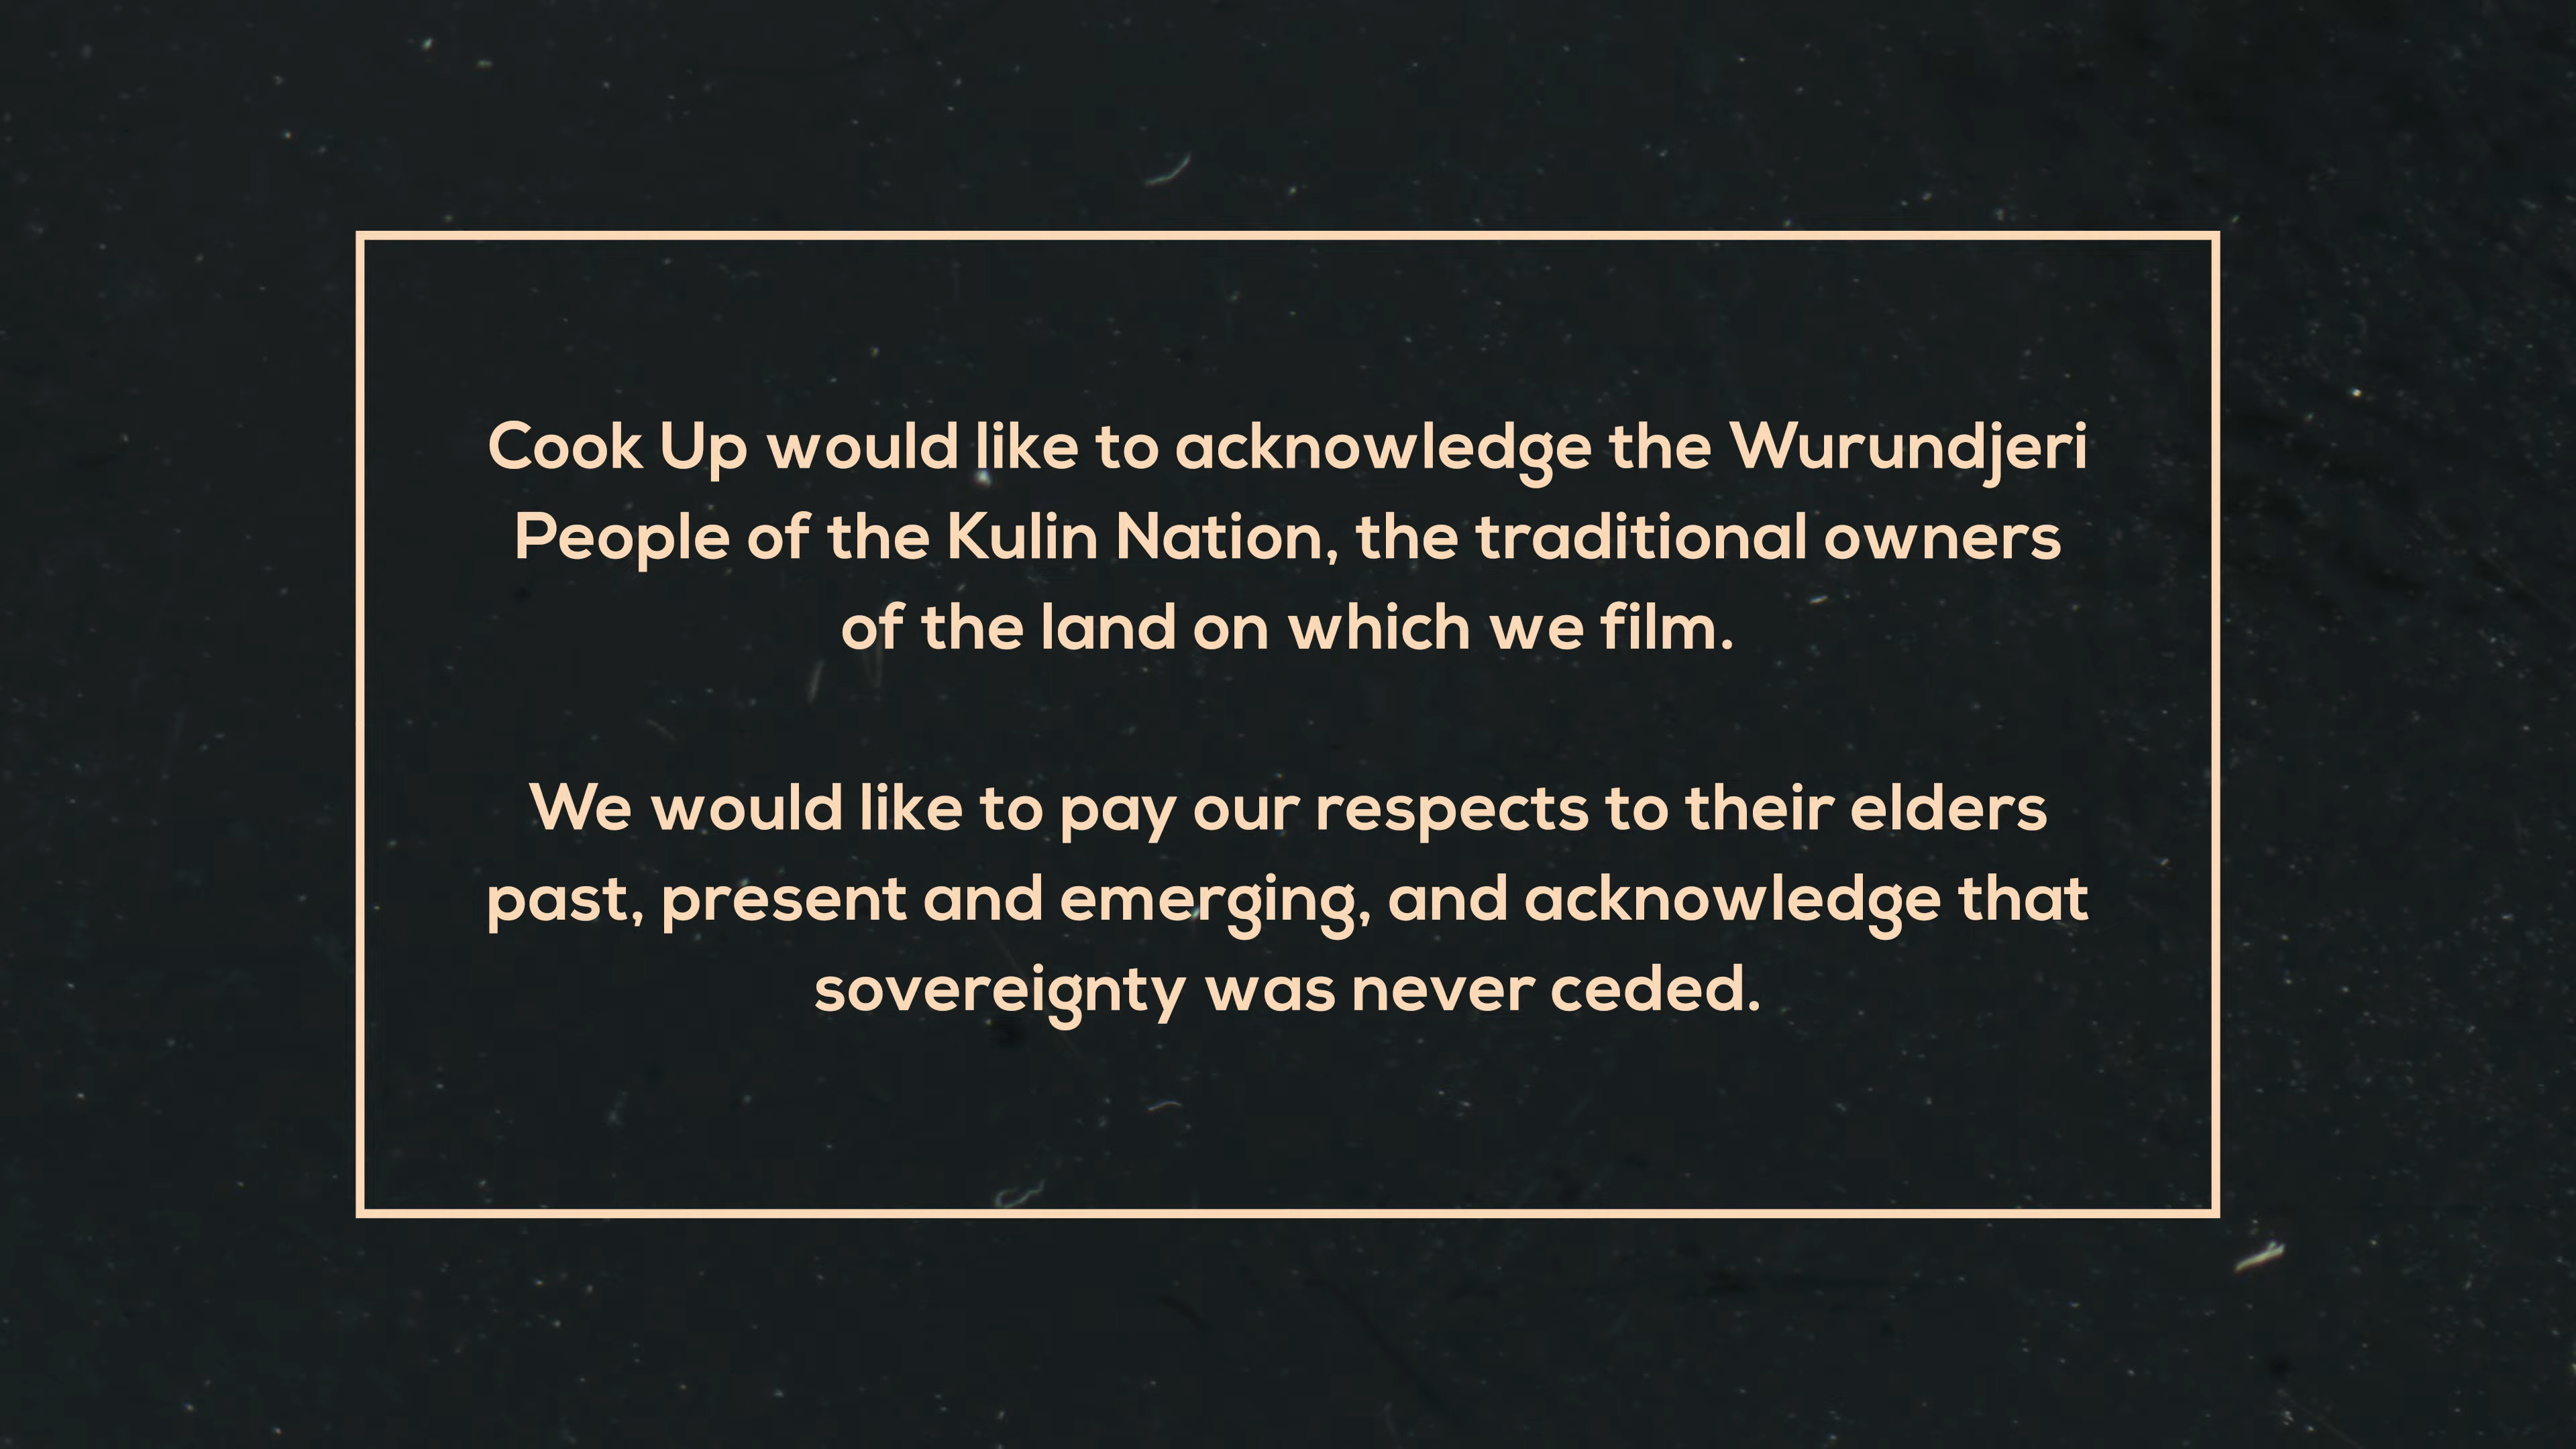 Cook Up would like to acknowledge the Wurundjeri
People of the Kulin Nation, the traditional owners
of the land on which we film.
We would like to pay our respects to their elders
past, present and emerging, and acknowledge that
sovereignty was never ceded.